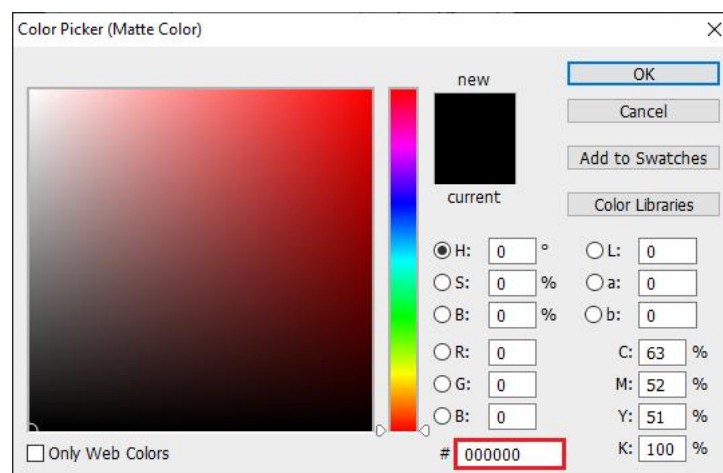 Color Picker (Matte Color)
new
current
OK
Cancel
Add to Swatches
Color Libraries
H: 0 °
S: 0 %
B: 0 %
R: 0
G: 0
B: 0
# 000000
L: 0
a: 0
b: 0
C: 63 %
M: 52 %
Y: 51 %
K: 100 %
Only Web Colors